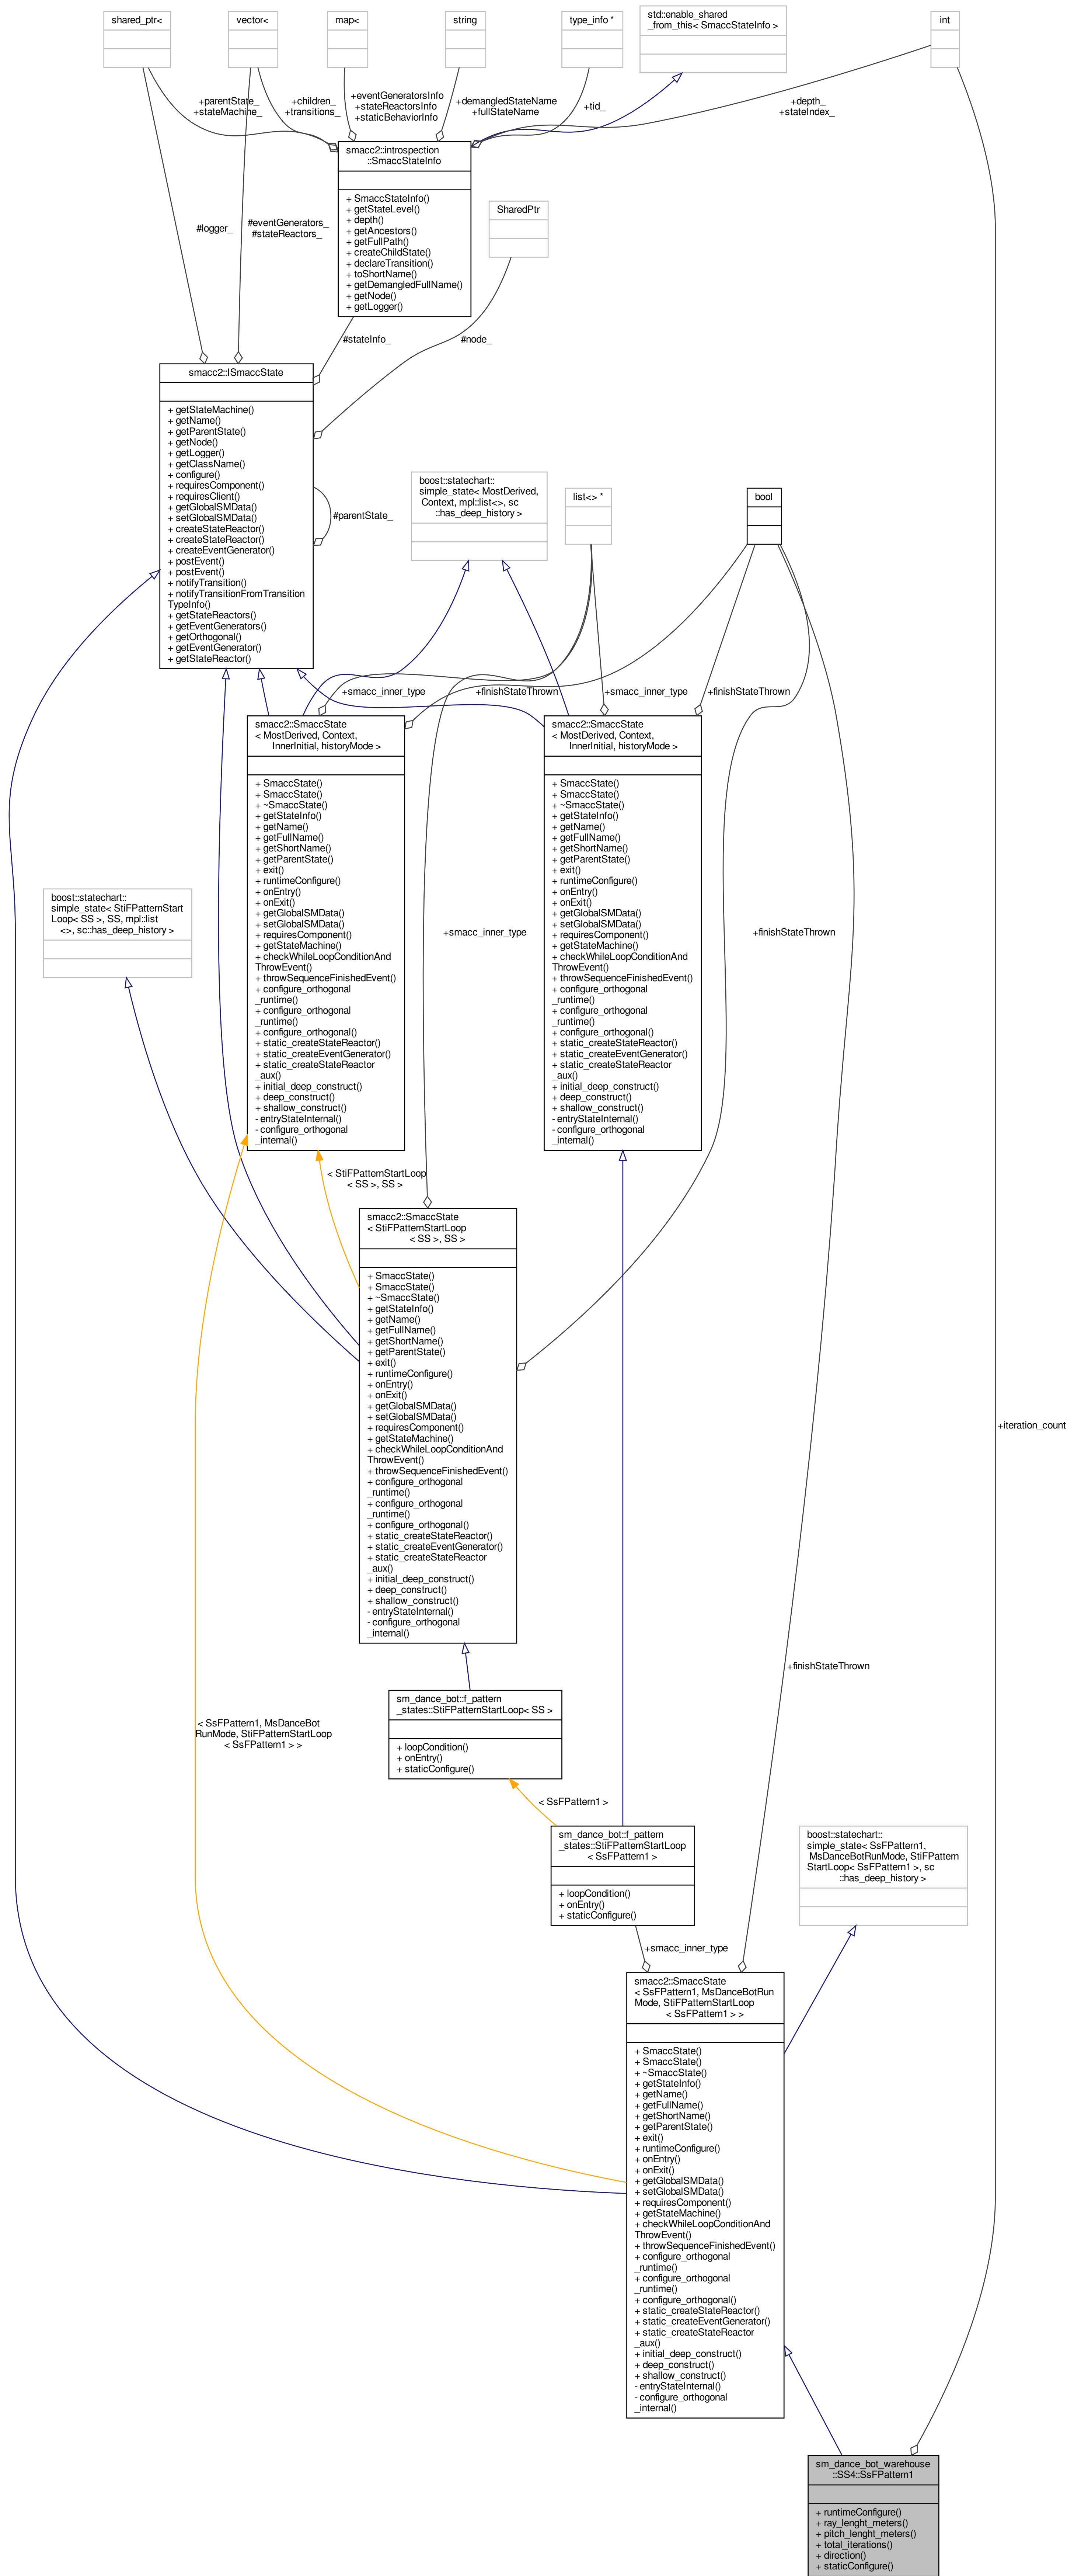 shared_ptr<
vector<
map<
string
type_info *
std::enable_shared
_from_this< SmaccStateInfo >
int
+parentState_
+stateMachine_
+children_
+transitions_
+eventGeneratorsInfo
+stateReactorsInfo
+staticBehaviorInfo
+demangledStateName
+fullStateName
+tid_
+depth_
+stateIndex_
smacc2::introspection
::SmaccStateInfo
+ SmaccStateInfo()
+ getStateLevel()
+ depth()
+ getAncestors()
+ getFullPath()
+ createChildState()
+ declareTransition()
+ toShortName()
+ getDemangledFullName()
+ getNode()
+ getLogger()
SharedPtr
#logger_
#eventGenerators_
#stateReactors_
#stateInfo_
#node_
smacc2::ISmaccState
+ getStateMachine()
+ getName()
+ getParentState()
+ getNode()
+ getLogger()
+ getClassName()
+ configure()
+ requiresComponent()
+ requiresClient()
+ getGlobalSMData()
+ setGlobalSMData()
+ createStateReactor()
+ createStateReactor()
+ createEventGenerator()
+ postEvent()
+ postEvent()
+ notifyTransition()
+ notifyTransitionFromTransition
TypeInfo()
+ getStateReactors()
+ getEventGenerators()
+ getOrthogonal()
+ getEventGenerator()
+ getStateReactor()
#parentState_
boost::statechart::
simple_state< MostDerived,
Context, mpl::list<>, sc
::has_deep_history >
list<> *
bool
+smacc_inner_type
+finishStateThrown
+smacc_inner_type
+finishStateThrown
smacc2::SmaccState
< MostDerived, Context,
InnerInitial, historyMode >
+ SmaccState()
+ SmaccState()
+ ~SmaccState()
+ getStateInfo()
+ getName()
+ getFullName()
+ getShortName()
+ getParentState()
+ exit()
+ runtimeConfigure()
+ onEntry()
+ onExit()
+ getGlobalSMData()
+ setGlobalSMData()
+ requiresComponent()
+ getStateMachine()
+ checkWhileLoopConditionAnd
ThrowEvent()
+ throwSequenceFinishedEvent()
+ configure_orthogonal
_runtime()
+ configure_orthogonal
_runtime()
+ configure_orthogonal()
+ static_createStateReactor()
+ static_createEventGenerator()
+ static_createStateReactor
_aux()
+ initial_deep_construct()
+ deep_construct()
+ shallow_construct()
- entryStateInternal()
- configure_orthogonal
_internal()
smacc2::SmaccState
< MostDerived, Context,
InnerInitial, historyMode >
+ SmaccState()
+ SmaccState()
+ ~SmaccState()
+ getStateInfo()
+ getName()
+ getFullName()
+ getShortName()
+ getParentState()
+ exit()
+ runtimeConfigure()
+ onEntry()
+ onExit()
+ getGlobalSMData()
+ setGlobalSMData()
+ requiresComponent()
+ getStateMachine()
+ checkWhileLoopConditionAnd
ThrowEvent()
+ throwSequenceFinishedEvent()
+ configure_orthogonal
_runtime()
+ configure_orthogonal
_runtime()
+ configure_orthogonal()
+ static_createStateReactor()
+ static_createEventGenerator()
+ static_createStateReactor
_aux()
+ initial_deep_construct()
+ deep_construct()
+ shallow_construct()
- entryStateInternal()
- configure_orthogonal
_internal()
boost::statechart::
simple_state< StiFPatternStart
Loop< SS >, SS, mpl::list
<>, sc::has_deep_history >
+smacc_inner_type
+finishStateThrown
< StiFPatternStartLoop
< SS >, SS >
smacc2::SmaccState
< StiFPatternStartLoop
< SS >, SS >
+ SmaccState()
+ SmaccState()
+ ~SmaccState()
+ getStateInfo()
+ getName()
+ getFullName()
+ getShortName()
+ getParentState()
+ exit()
+ runtimeConfigure()
+ onEntry()
+ onExit()
+ getGlobalSMData()
+ setGlobalSMData()
+ requiresComponent()
+ getStateMachine()
+ checkWhileLoopConditionAnd
ThrowEvent()
+ throwSequenceFinishedEvent()
+ configure_orthogonal
_runtime()
+ configure_orthogonal
_runtime()
+ configure_orthogonal()
+ static_createStateReactor()
+ static_createEventGenerator()
+ static_createStateReactor
_aux()
+ initial_deep_construct()
+ deep_construct()
+ shallow_construct()
- entryStateInternal()
- configure_orthogonal
_internal()
+iteration_count
+finishStateThrown
sm_dance_bot::f_pattern
_states::StiFPatternStartLoop< SS >
+ loopCondition()
+ onEntry()
+ staticConfigure()
< SsFPattern1, MsDanceBot
RunMode, StiFPatternStartLoop
< SsFPattern1 > >
< SsFPattern1 >
sm_dance_bot::f_pattern
_states::StiFPatternStartLoop
< SsFPattern1 >
+ loopCondition()
+ onEntry()
+ staticConfigure()
boost::statechart::
simple_state< SsFPattern1,
MsDanceBotRunMode, StiFPattern
StartLoop< SsFPattern1 >, sc
::has_deep_history >
+smacc_inner_type
smacc2::SmaccState
< SsFPattern1, MsDanceBotRun
Mode, StiFPatternStartLoop
< SsFPattern1 > >
+ SmaccState()
+ SmaccState()
+ ~SmaccState()
+ getStateInfo()
+ getName()
+ getFullName()
+ getShortName()
+ getParentState()
+ exit()
+ runtimeConfigure()
+ onEntry()
+ onExit()
+ getGlobalSMData()
+ setGlobalSMData()
+ requiresComponent()
+ getStateMachine()
+ checkWhileLoopConditionAnd
ThrowEvent()
+ throwSequenceFinishedEvent()
+ configure_orthogonal
_runtime()
+ configure_orthogonal
_runtime()
+ configure_orthogonal()
+ static_createStateReactor()
+ static_createEventGenerator()
+ static_createStateReactor
_aux()
+ initial_deep_construct()
+ deep_construct()
+ shallow_construct()
- entryStateInternal()
- configure_orthogonal
_internal()
sm_dance_bot_warehouse
::SS4::SsFPattern1
+ runtimeConfigure()
+ ray_lenght_meters()
+ pitch_lenght_meters()
+ total_iterations()
+ direction()
+ staticConfigure()